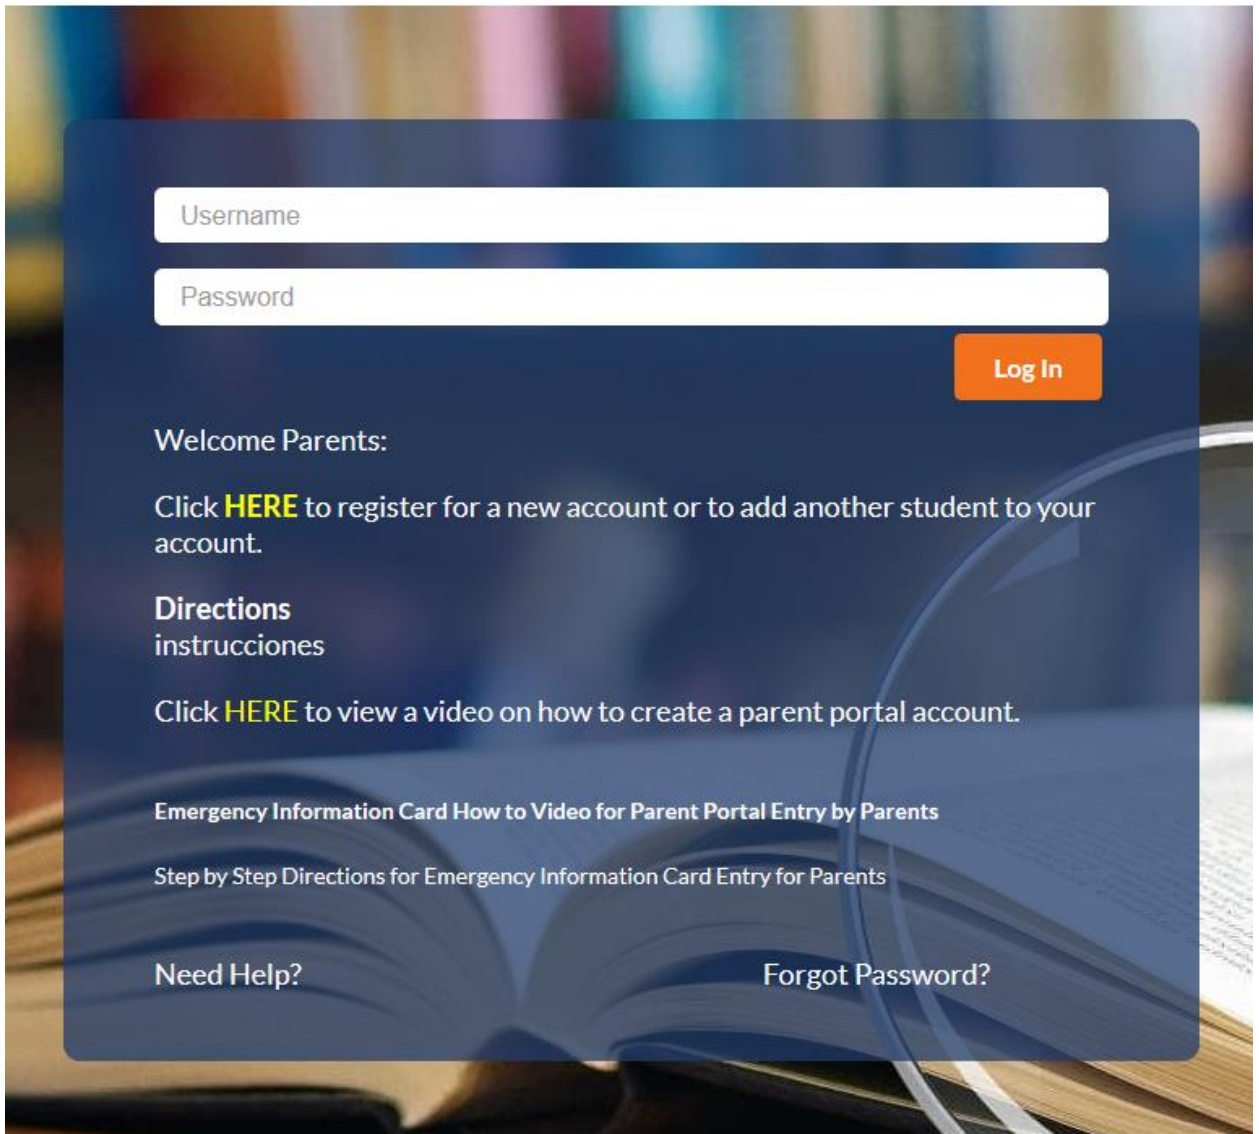 Username
Password
Log In
Welcome Parents:
Click HERE to register for a new account or to add another student to your
account.
Directions
instrucciones
Click HERE to view a video on how to create a parent portal account.
Emergency Information Card How to Video for Parent Portal Entry by Parents
Step by Step Directions for Emergency Information Card Entry for Parents
Need Help? Forgot Password?